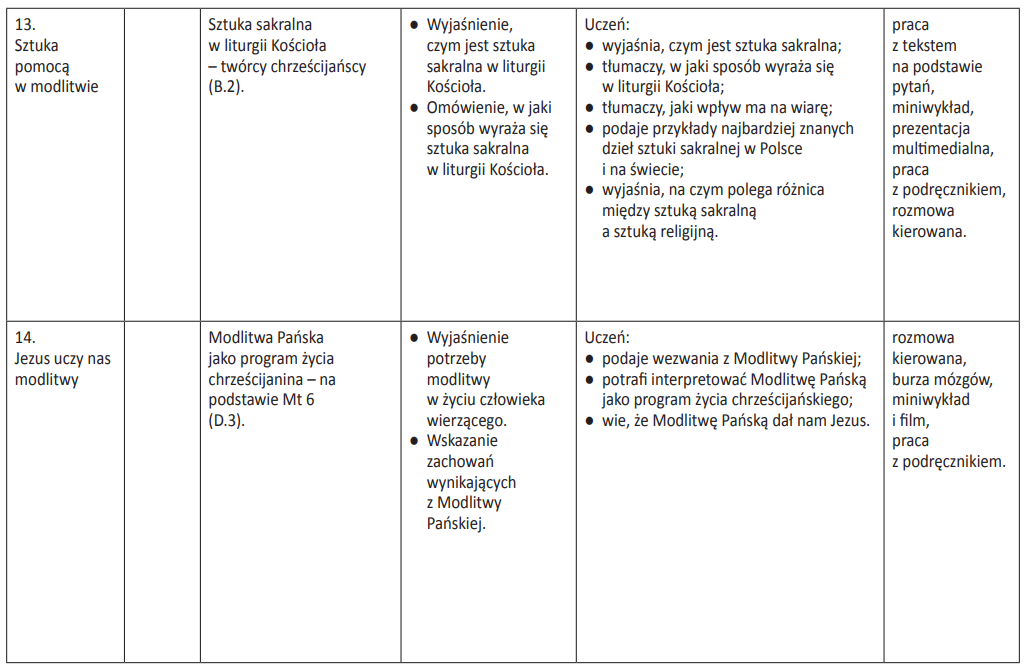 13.
Sztuka
pomocą
w modlitwie
Sztuka sakralna
w liturgii Kościoła
– twórcy chrześcijańscy
(B.2).
● Wyjaśnienie,
czym jest sztuka
sakralna w liturgii
Kościoła.
● Omówienie, w jaki
sposób wyraża się
sztuka sakralna
w liturgii Kościoła.
Uczeń:
● wyjaśnia, czym jest sztuka sakralna;
● tłumaczy, w jaki sposób wyraża się
w liturgii Kościoła;
● tłumaczy, jaki wpływ ma na wiarę;
● podaje przykłady najbardziej znanych
dzieł sztuki sakralnej w Polsce
i na świecie;
● wyjaśnia, na czym polega różnica
między sztuką sakralną
a sztuką religijną.
praca
z tekstem
na podstawie
pytań,
miniwykład,
prezentacja
multimedialna,
praca
z podręcznikiem,
rozmowa
kierowana.
14.
Jezus uczy nas
modlitwy
Modlitwa Pańska
jako program życia
chrześcijanina – na
podstawie Mt 6
(D.3).
● Wyjaśnienie
potrzeby
modlitwy
w życiu człowieka
wierzącego.
● Wskazanie
zachowań
wynikających
z Modlitwy
Pańskiej.
Uczeń:
● podaje wezwania z Modlitwy Pańskiej;
● potrafi interpretować Modlitwę Pańską
jako program życia chrześcijańskiego;
● wie, że Modlitwę Pańską dał nam Jezus.
rozmowa
kierowana,
burza mózgów,
miniwykład
i film,
praca
z podręcznikiem.